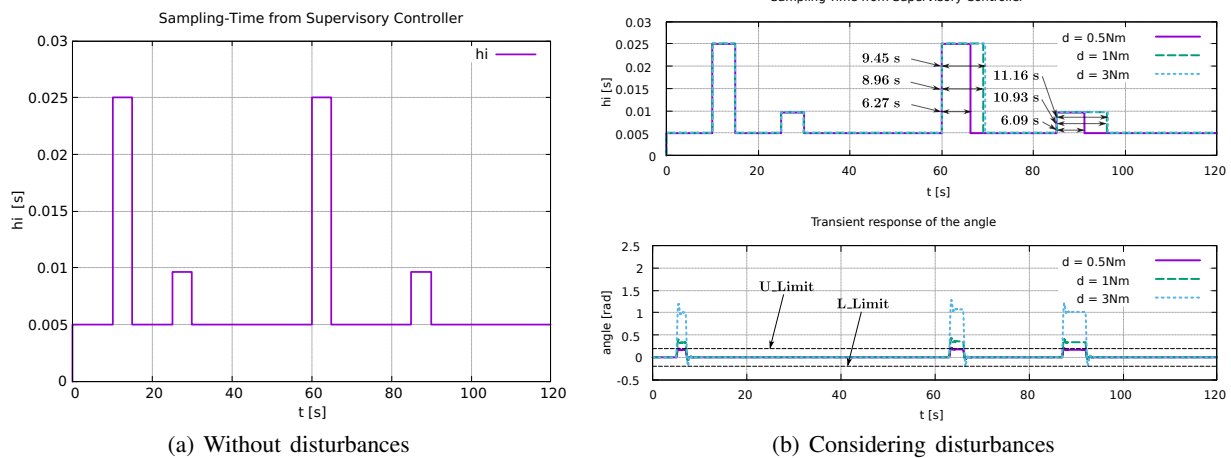 Sampling-Time from Supervisory Controller
0.03
0.025
0.02
0.015
0.01
0.005
0
hi [s]
hi
0
20
40
60
80
100
120
t [s]
(a) Without disturbances
Sampling-Time from Supervisory Controller
0.03
0.025
0.02
0.015
0.01
0.005
0
hi [s]
d = 0.5Nm
d = 1Nm
d = 3Nm
9.45 s
8.96 s
6.27 s
11.16 s
10.93 s
6.09 s
0
20
40
60
80
100
120
t [s]
Transient response of the angle
2.5
2
1.5
1
0.5
0
-0.5
angle [rad]
d = 0.5Nm
d = 1Nm
d = 3Nm
U_Limit
L_Limit
0
20
40
60
80
100
120
t [s]
(b) Considering disturbances